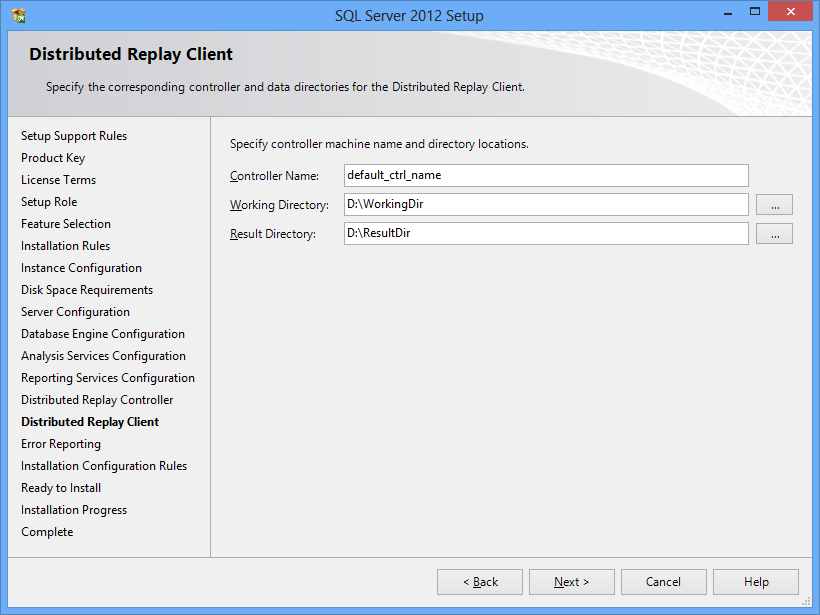 SQL Server 2012 Setup
Distributed Replay Client
Specify the corresponding controller and data directories for the Distributed Replay Client.
Setup Support Rules
Product Key
License Terms
Setup Role
Feature Selection
Installation Rules
Instance Configuration
Disk Space Requirements
Server Configuration
Database Engine Configuration
Analysis Services Configuration
Reporting Services Configuration
Distributed Replay Controller
Distributed Replay Client
Error Reporting
Installation Configuration Rules
Ready to Install
Installation Progress
Complete
Specify controller machine name and directory locations.
Controller Name: default_ctrl_name
Working Directory: D:\WorkingDir ...
Result Directory: D:\ResultDir ...
< Back Next > Cancel Help